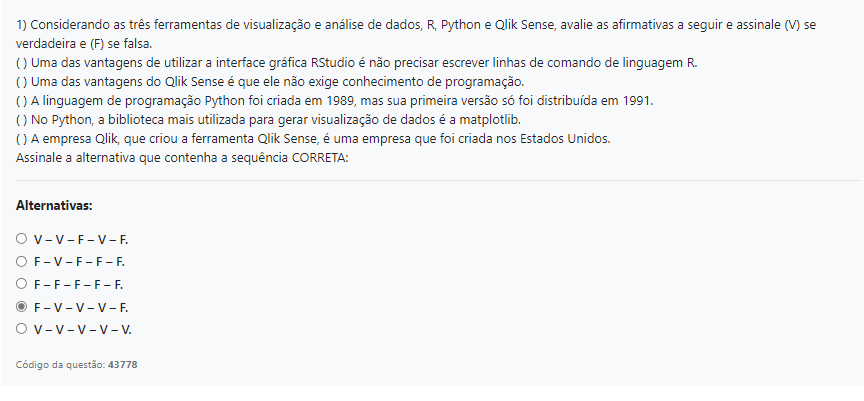 1) Considerando as três ferramentas de visualização e análise de dados, R, Python e Qlik Sense, avalie as afirmativas a seguir e assinale (V) se
verdadeira e (F) se falsa.
( ) Uma das vantagens de utilizar a interface gráfica RStudio é não precisar escrever linhas de comando de linguagem R.
( ) Uma das vantagens do Qlik Sense é que ele não exige conhecimento de programação.
( ) A linguagem de programação Python foi criada em 1989, mas sua primeira versão só foi distribuída em 1991.
( ) No Python, a biblioteca mais utilizada para gerar visualização de dados é a matplotlib.
( ) A empresa Qlik, que criou a ferramenta Qlik Sense, é uma empresa que foi criada nos Estados Unidos.
Assinale a alternativa que contenha a sequência CORRETA:
Alternativas:
V – V – F – V – F.
F – V – F – F – F.
F – F – F – F – F.
F – V – V – V – F.
V – V – V – V – V.
Código da questão: 43778